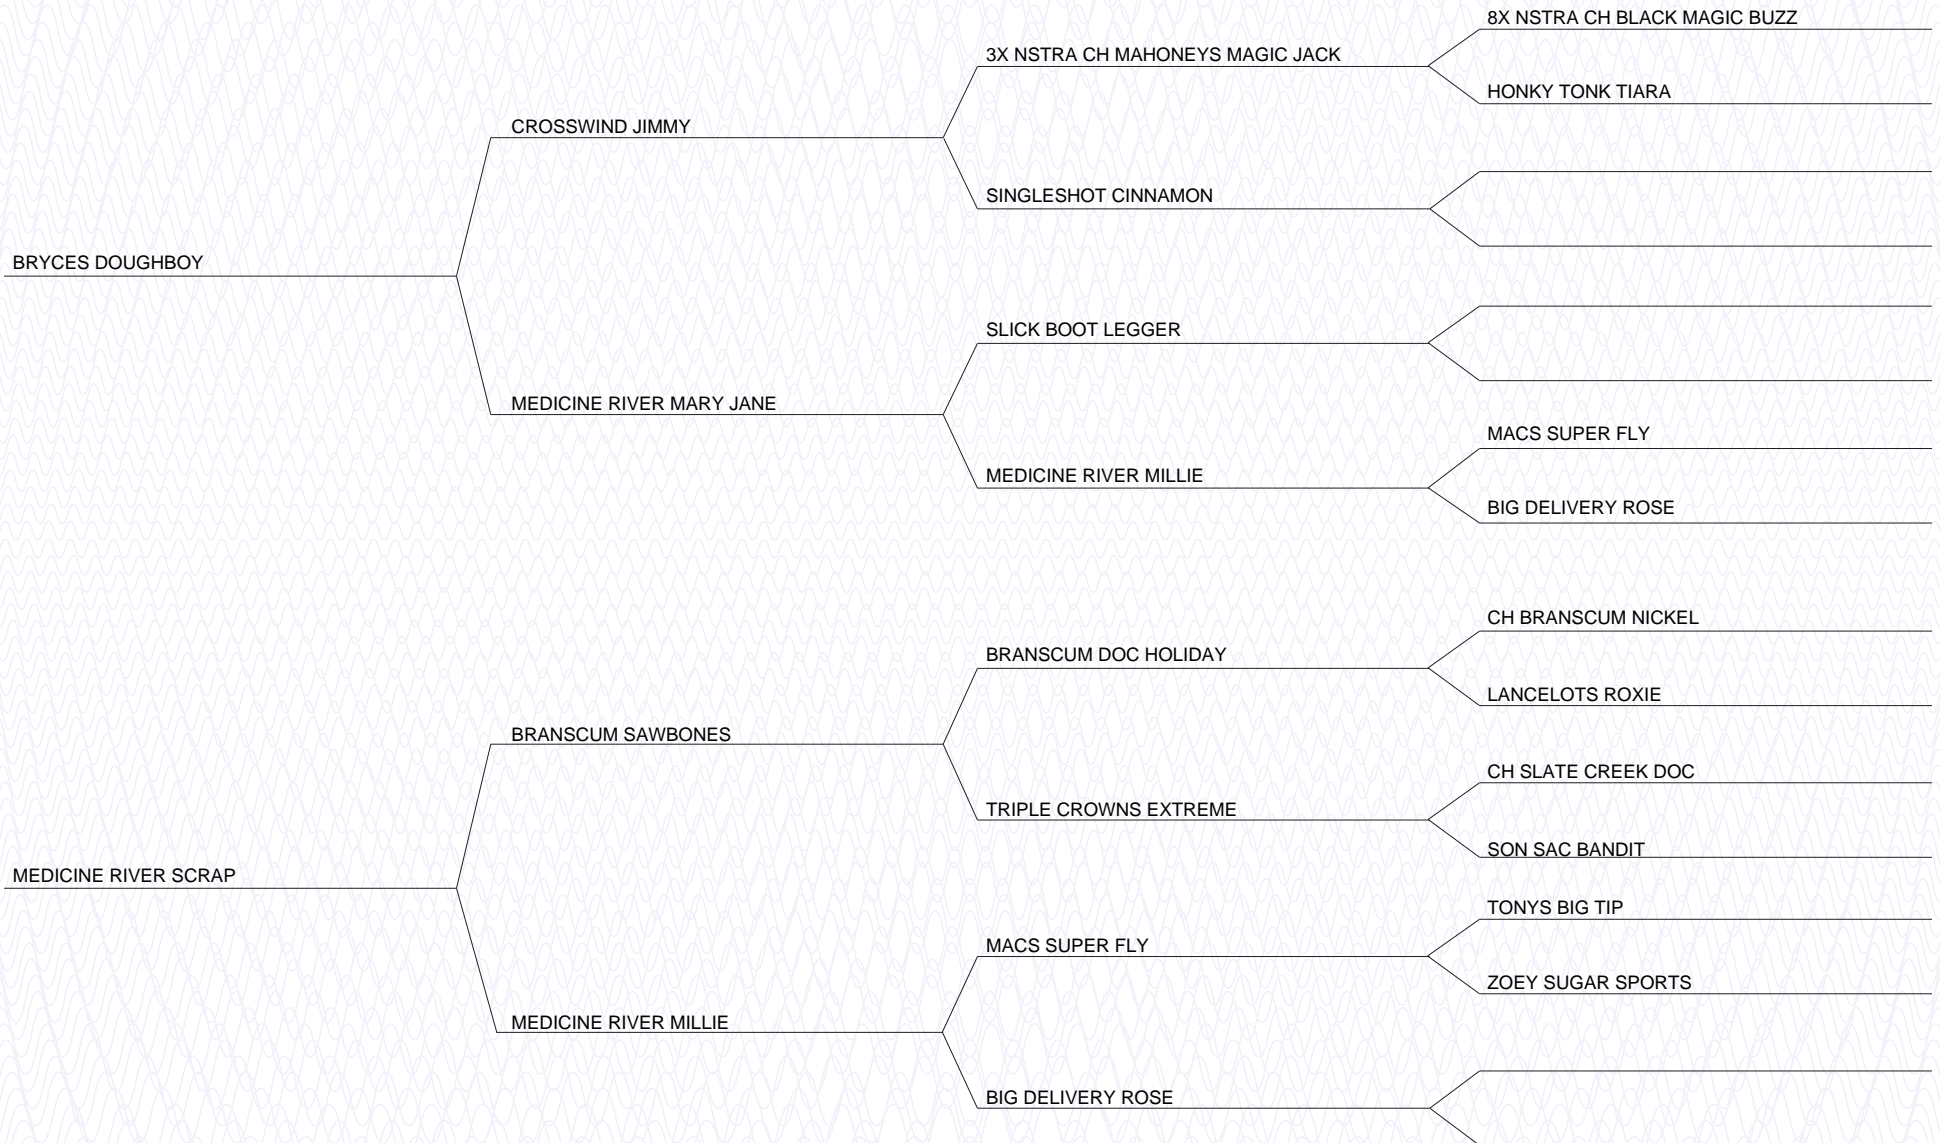 8X NSTRA CH BLACK MAGIC BUZZ
3X NSTRA CH MAHONEYS MAGIC JACK
HONKY TONK TIARA
CROSSWIND JIMMY
SINGLESHOT CINNAMON
BRYCES DOUGHBOY
SLICK BOOT LEGGER
MEDICINE RIVER MARY JANE
MACS SUPER FLY
MEDICINE RIVER MILLIE
BIG DELIVERY ROSE
CH BRANSCUM NICKEL
BRANSCUM DOC HOLIDAY
LANCELOTS ROXIE
BRANSCUM SAWBONES
CH SLATE CREEK DOC
TRIPLE CROWNS EXTREME
SON SAC BANDIT
MEDICINE RIVER SCRAP
TONYS BIG TIP
MACS SUPER FLY
ZOEY SUGAR SPORTS
MEDICINE RIVER MILLIE
BIG DELIVERY ROSE